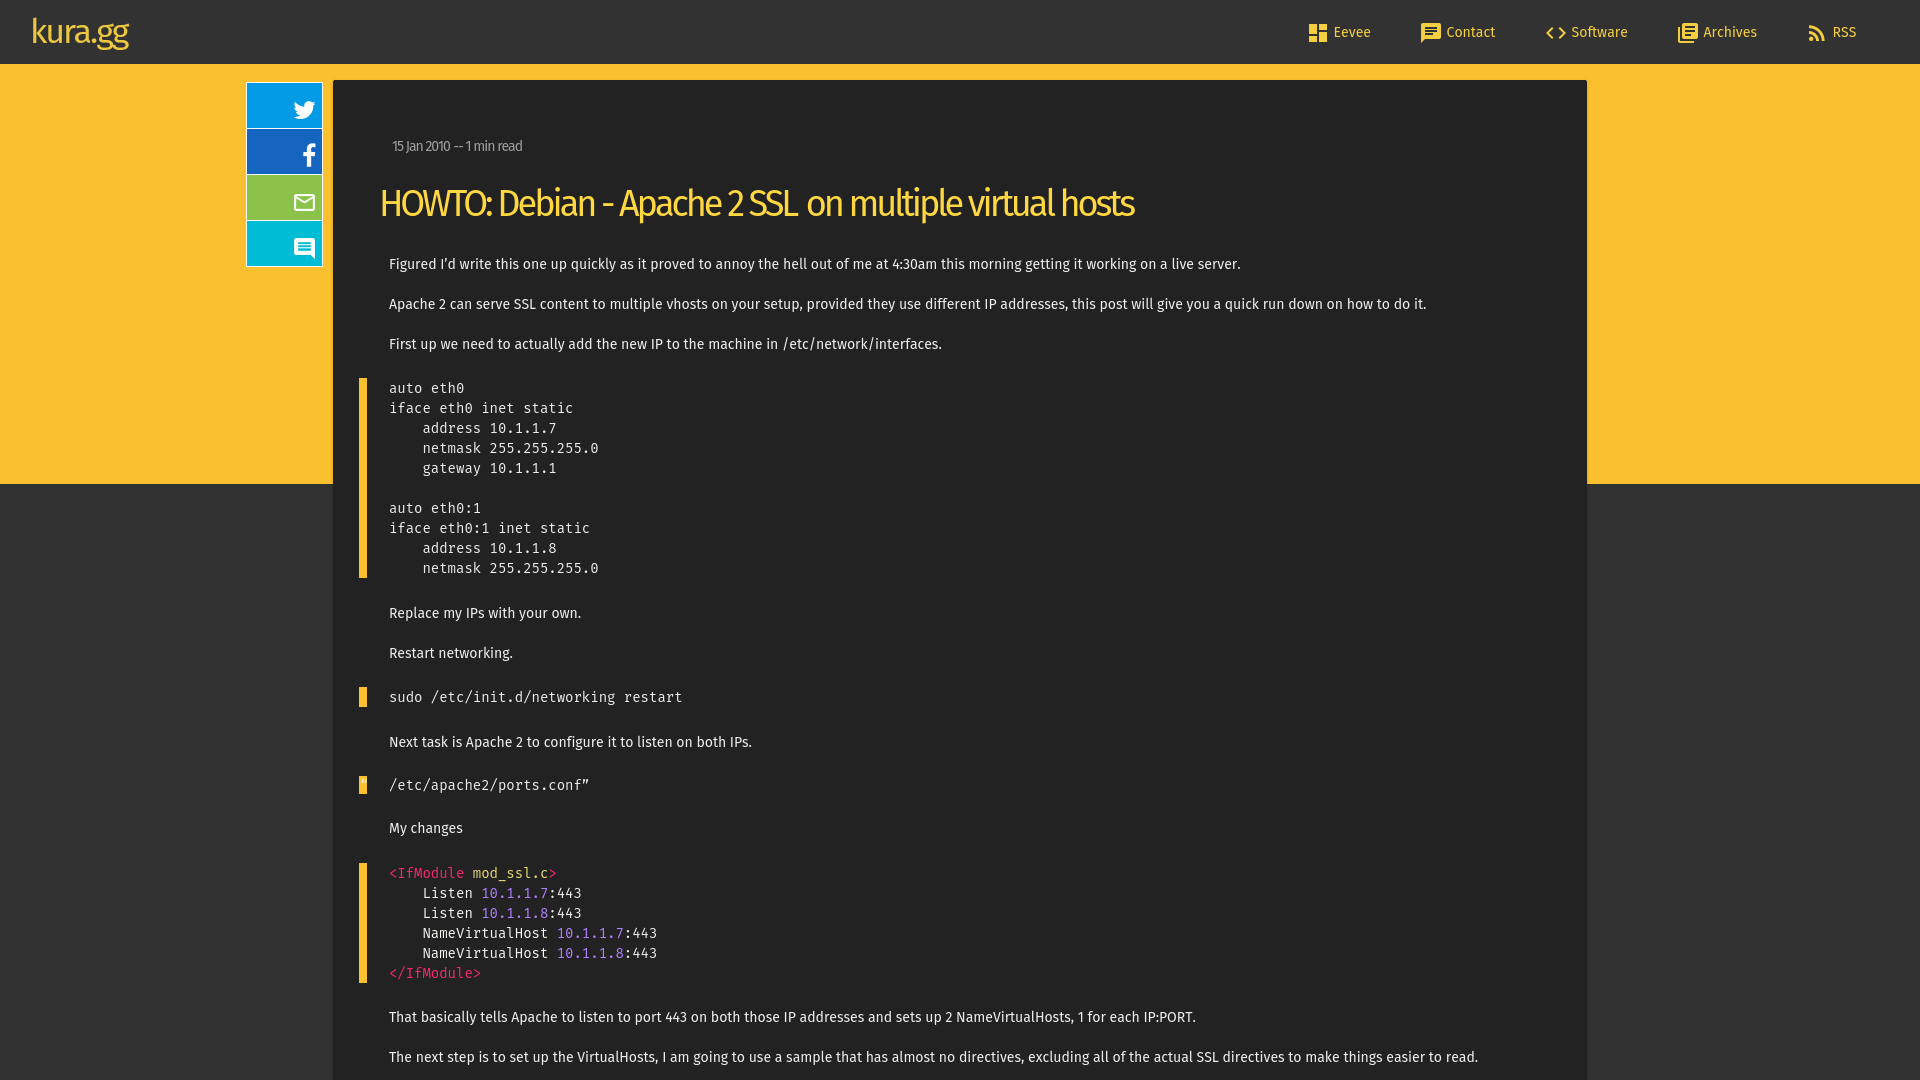 kura.gg
Eevee
Contact
Software
Archives
RSS
15 Jan 2010 -- 1 min read
HOWTO: Debian - Apache 2 SSL on multiple virtual hosts
Figured I’d write this one up quickly as it proved to annoy the hell out of me at 4:30am this morning getting it working on a live server.
Apache 2 can serve SSL content to multiple vhosts on your setup, provided they use different IP addresses, this post will give you a quick run down on how to do it.
First up we need to actually add the new IP to the machine in /etc/network/interfaces.
auto eth0
iface eth0 inet static
    address 10.1.1.7
    netmask 255.255.255.0
    gateway 10.1.1.1
auto eth0:1
iface eth0:1 inet static
    address 10.1.1.8
    netmask 255.255.255.0
Replace my IPs with your own.
Restart networking.
sudo /etc/init.d/networking restart
Next task is Apache 2 to configure it to listen on both IPs.
“/etc/apache2/ports.conf”
My changes
<IfModule mod_ssl.c>
    Listen 10.1.1.7:443
    Listen 10.1.1.8:443
    NameVirtualHost 10.1.1.7:443
    NameVirtualHost 10.1.1.8:443
</IfModule>
That basically tells Apache to listen to port 443 on both those IP addresses and sets up 2 NameVirtualHosts, 1 for each IP:PORT.
The next step is to set up the VirtualHosts, I am going to use a sample that has almost no directives, excluding all of the actual SSL directives to make things easier to read.